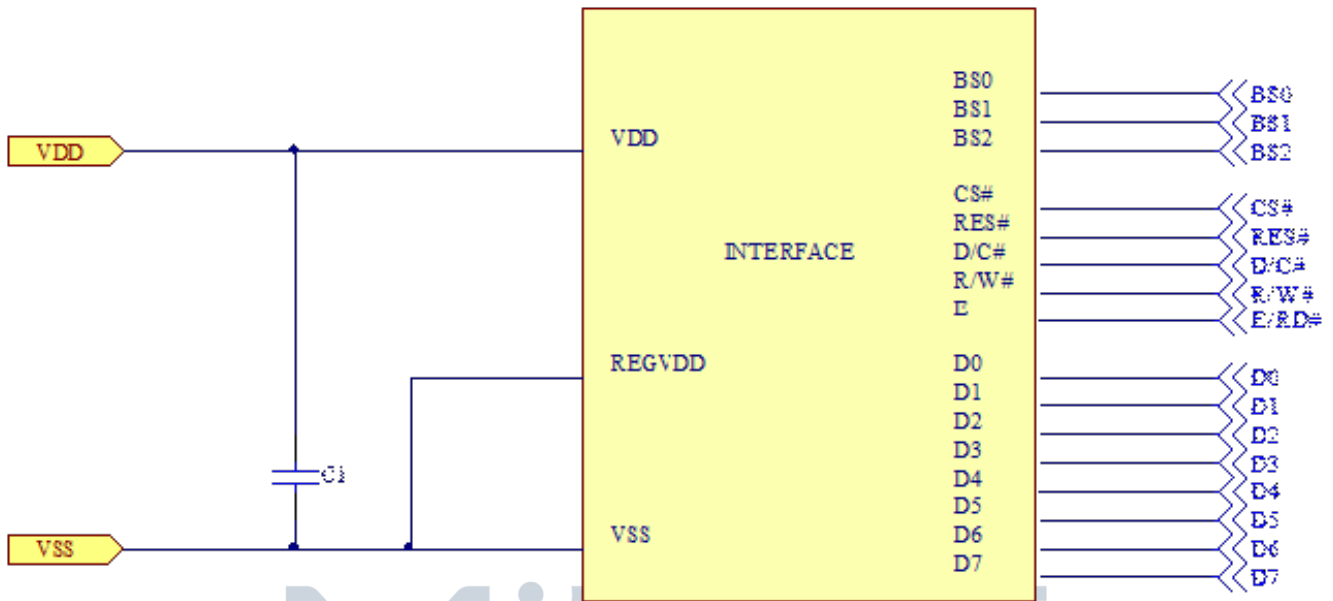 VDD
C1
VSS
VDD
REGVDD
VSS
INTERFACE
BS0
BS1
BS2
CS#
RES#
D/C#
R/W#
E
D0
D1
D2
D3
D4
D5
D6
D7
BS0
BS1
BS2
CS#
RES#
D/C#
R/W#
E/RD#
D0
D1
D2
D3
D4
D5
D6
D7